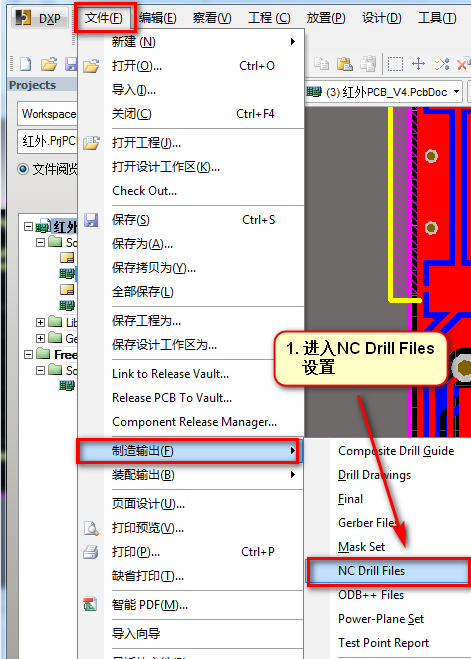 DXP 文件(F) 编辑(E) 察看(V) 工程 (C) 放置(P) 设计(D) 工具(T)
新建 (N)
打开(O)... Ctrl+O
导入(I)...
关闭(C) Ctrl+F4
打开工程(J)...
打开设计工作区(K)...
Check Out...
保存(S) Ctrl+S
保存为(A)...
保存拷贝为(Y)...
全部保存(L)
保存工程为...
保存设计工作区为...
Link to Release Vault...
Release PCB To Vault...
Component Release Manager...
制造输出(F)
装配输出(B)
页面设计(U)...
打印预览(V)...
打印(P)... Ctrl+P
缺省打印(T)...
智能 PDF(M)...
导入向导
Projects
Workspace
红外.PrjPC
文件阅览
红外
So
Lib
Ge
Free
So
(3) 红外PCB_V4.PcbDoc
1. 进入NC Drill Files
设置
Composite Drill Guide
Drill Drawings
Final
Gerber Files
Mask Set
NC Drill Files
ODB++ Files
Power-Plane Set
Test Point Report